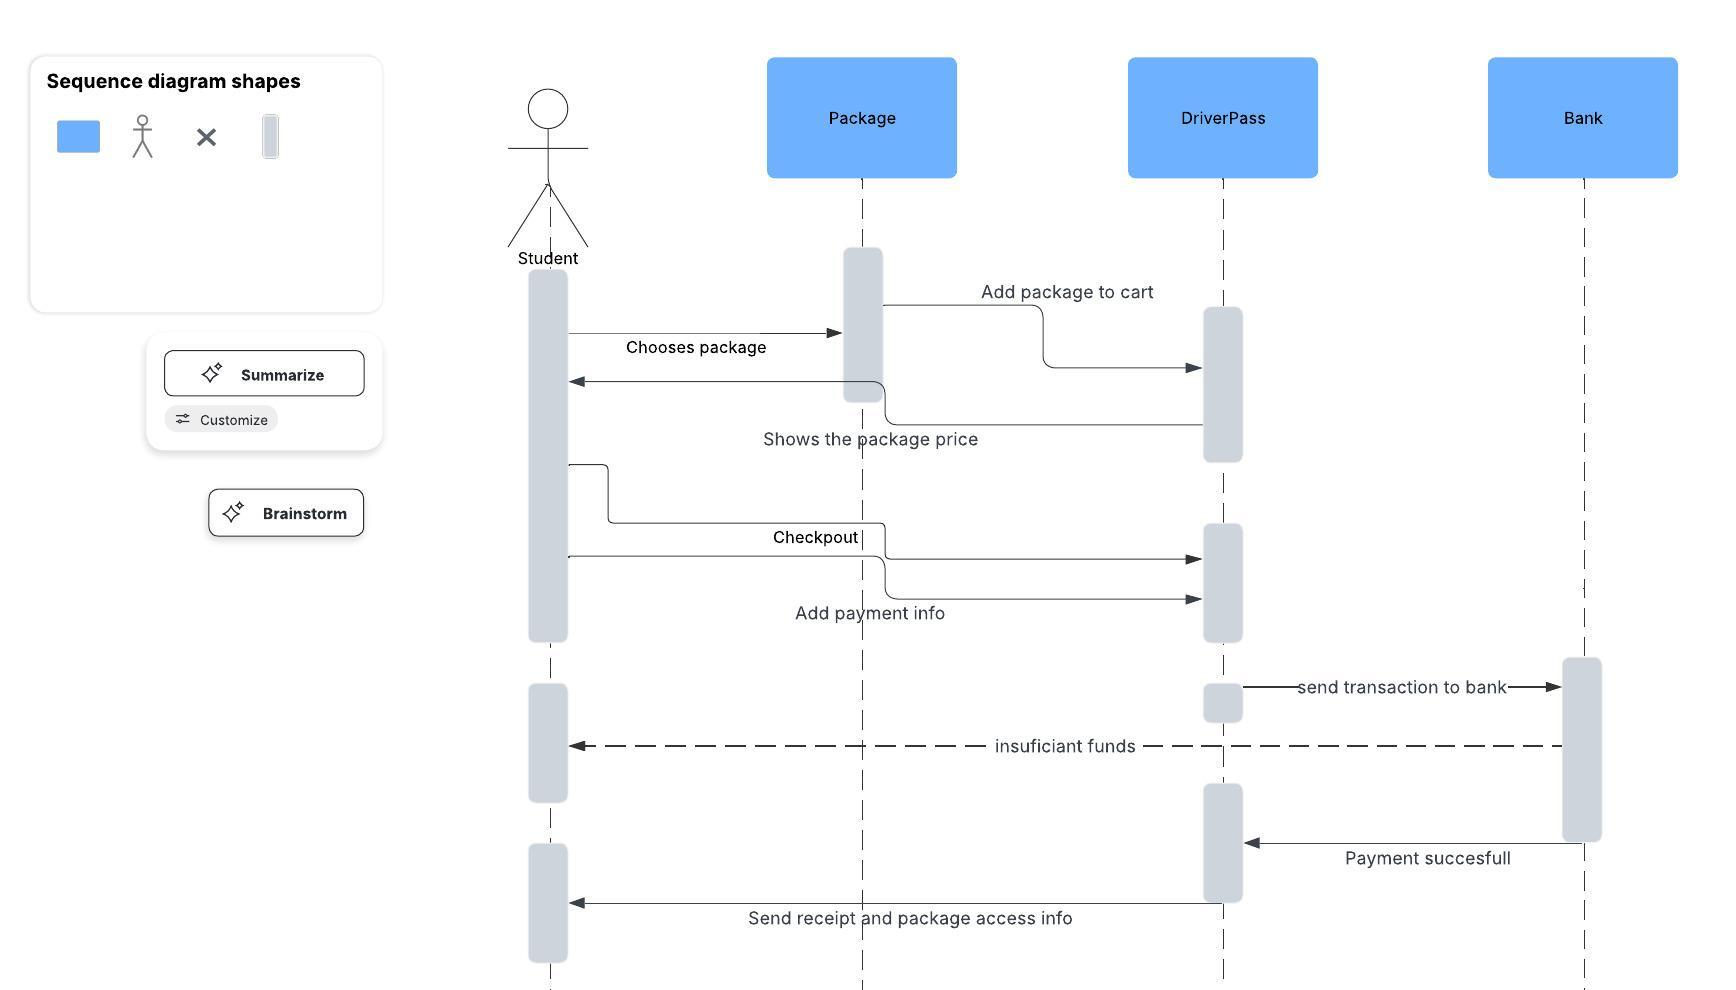 Sequence diagram shapes
Summarize
Customize
Brainstorm
Package
DriverPass
Bank
Student
Add package to cart
Chooses package
Shows the package price
Checkpout
Add payment info
send transaction to bank
insuficiant funds
Payment succesfull
Send receipt and package access info